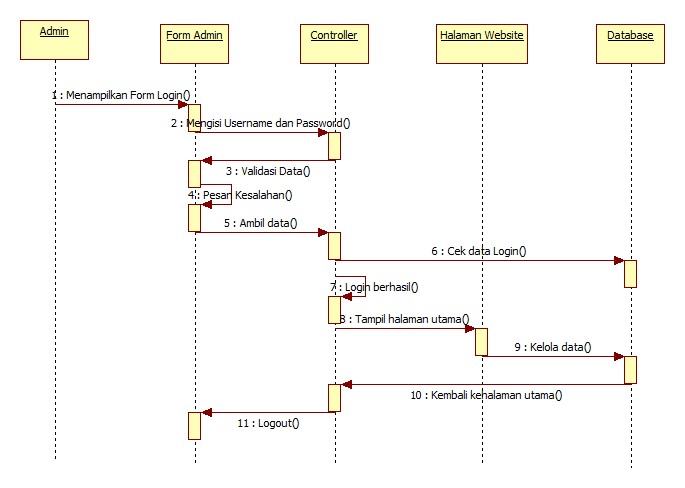 Admin
Form Admin
Controller
Halaman Website
Database
1 : Menampilkan Form Login()
2 : Mengisi Username dan Password()
3 : Validasi Data()
4 : Pesan Kesalahan()
5 : Ambil data()
6 : Cek data Login()
7 : Login berhasil()
8 : Tampil halaman utama()
9 : Kelola data()
10 : Kembali kehalaman utama()
11 : Logout()